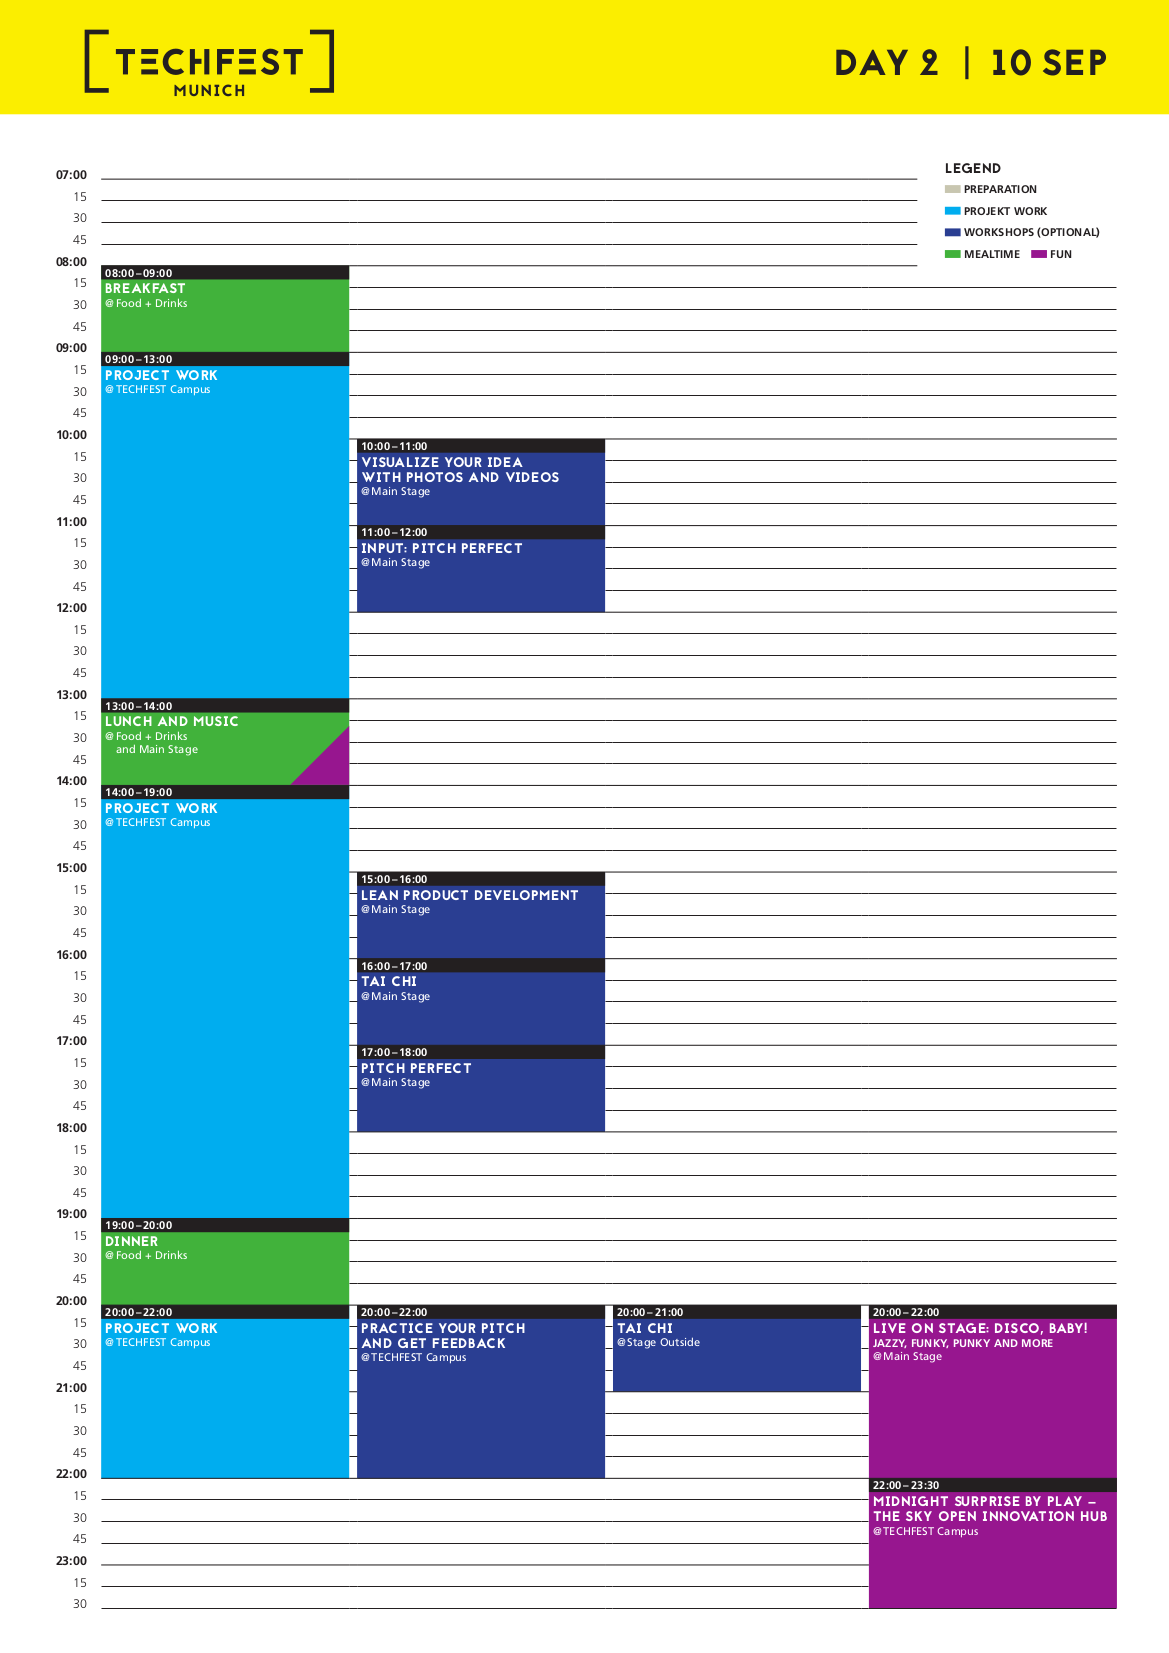 TECHFEST
MUNICH
DAY 2 | 10 SEP
LEGEND
PREPARATION
PROJEKT WORK
WORKSHOPS (OPTIONAL)
MEALTIME FUN
07:00
15
30
45
08:00
15
30
45
09:00
15
30
45
10:00
15
30
45
11:00
15
30
45
12:00
15
30
45
13:00
15
30
45
14:00
15
30
45
15:00
15
30
45
16:00
15
30
45
17:00
15
30
45
18:00
15
30
45
19:00
15
30
45
20:00
15
30
45
21:00
15
30
45
22:00
15
30
45
23:00
15
30
08:00–09:00
BREAKFAST
@ Food + Drinks
09:00–13:00
PROJECT WORK
@ TECHFEST Campus
13:00–14:00
LUNCH AND MUSIC
@ Food + Drinks
and Main Stage
14:00–19:00
PROJECT WORK
@ TECHFEST Campus
19:00–20:00
DINNER
@ Food + Drinks
20:00–22:00
PROJECT WORK
@ TECHFEST Campus
10:00–11:00
VISUALIZE YOUR IDEA
WITH PHOTOS AND VIDEOS
@ Main Stage
11:00–12:00
INPUT: PITCH PERFECT
@ Main Stage
15:00–16:00
LEAN PRODUCT DEVELOPMENT
@ Main Stage
16:00–17:00
TAI CHI
@ Main Stage
17:00–18:00
PITCH PERFECT
@ Main Stage
20:00–22:00
PRACTICE YOUR PITCH
AND GET FEEDBACK
@ TECHFEST Campus
20:00–21:00
TAI CHI
@ Stage Outside
20:00–22:00
LIVE ON STAGE: DISCO, BABY!
JAZZY, FUNKY, PUNKY AND MORE
@ Main Stage
22:00–23:30
MIDNIGHT SURPRISE BY PLAY –
THE SKY OPEN INNOVATION HUB
@ TECHFEST Campus